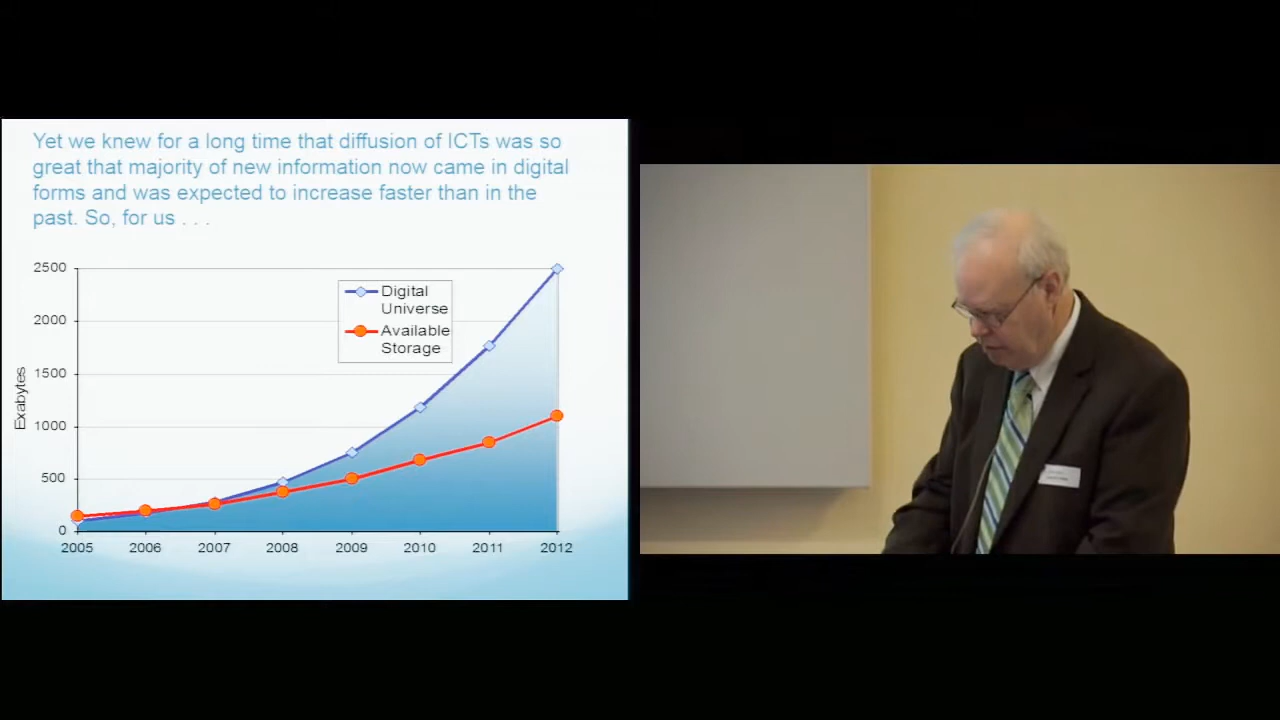 Yet we knew for a long time that diffusion of ICTs was so
great that majority of new information now came in digital
forms and was expected to increase faster than in the
past. So, for us . . .
2500
2000
1500
1000
500
0
Exabytes
Digital
Universe
Available
Storage
2005 2006 2007 2008 2009 2010 2011 2012